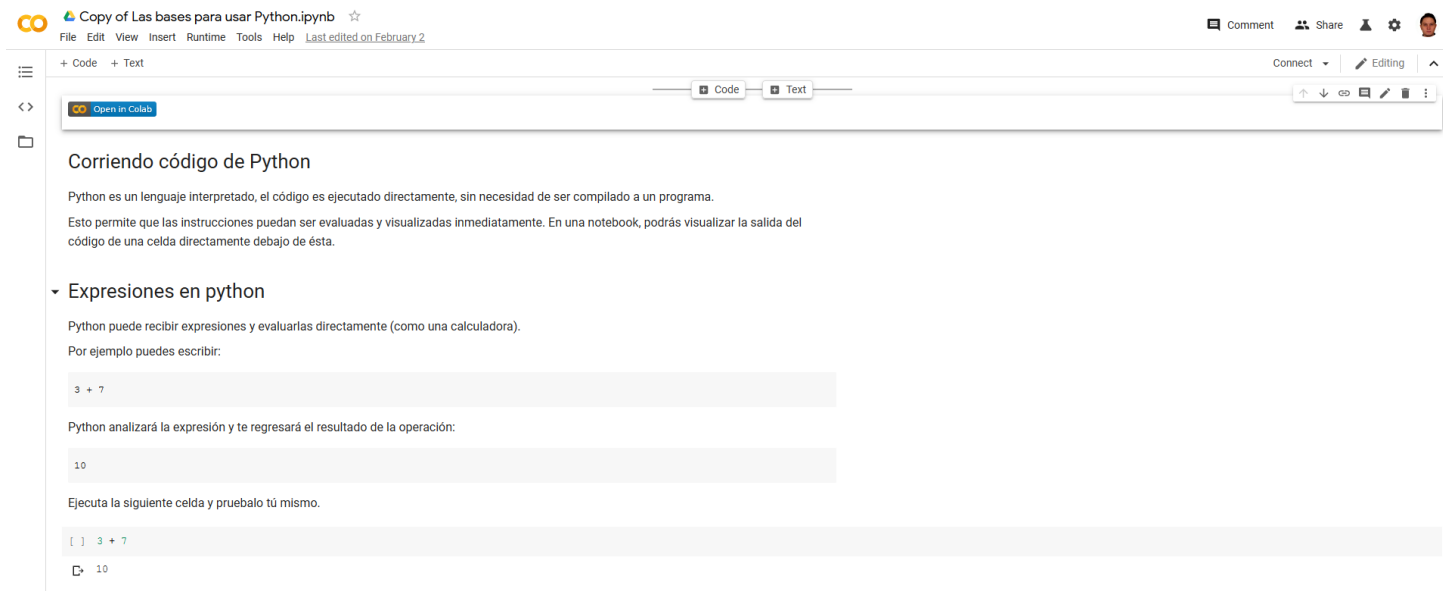 Copy of Las bases para usar Python.ipynb
Comment Share
File Edit View Insert Runtime Tools Help Last edited on February 2
+ Code + Text
Connect Editing
Code Text
Open in Colab
Corriendo código de Python
Python es un lenguaje interpretado, el código es ejecutado directamente, sin necesidad de ser compilado a un programa.
Esto permite que las instrucciones puedan ser evaluadas y visualizadas inmediatamente. En una notebook, podrás visualizar la salida del
código de una celda directamente debajo de ésta.
Expresiones en python
Python puede recibir expresiones y evaluarlas directamente (como una calculadora).
Por ejemplo puedes escribir:
3 + 7
Python analizará la expresión y te regresará el resultado de la operación:
10
Ejecuta la siguiente celda y pruebalo tú mismo.
[ ] 3 + 7
10